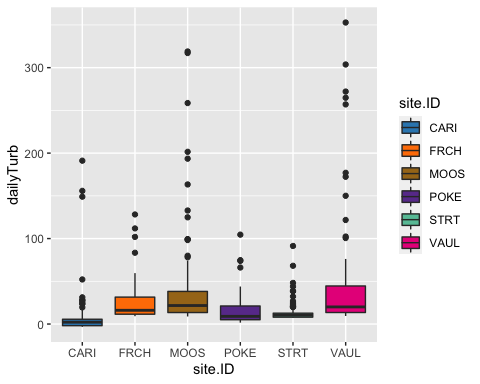 dailyTurb
300
200
100
0
CARI FRCH MOOS POKE STRT VAUL
site.ID
site.ID
CARI
FRCH
MOOS
POKE
STRT
VAUL